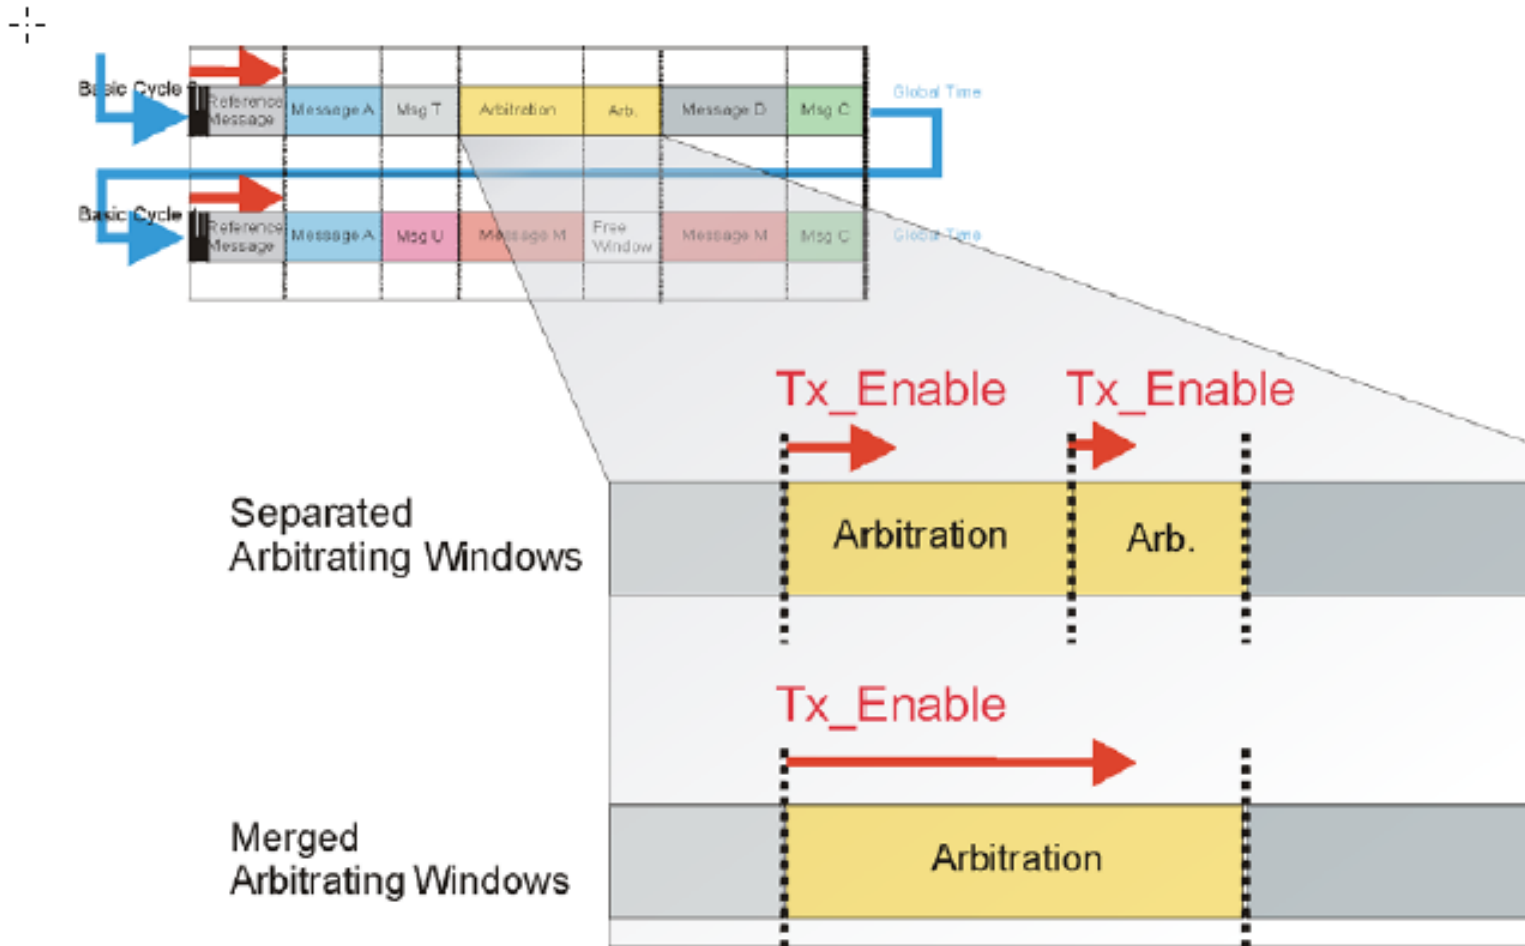 Basic Cycle
Reference
Message
Message A
Msg T
Arbitration
Arb.
Message D
Msg C
Global Time
Basic Cycle
Reference
Message
Message A
Msg U
Message M
Free
Window
Message M
Msg C
Global Time
Tx_Enable
Tx_Enable
Separated
Arbitrating Windows
Arbitration
Arb.
Tx_Enable
Merged
Arbitrating Windows
Arbitration